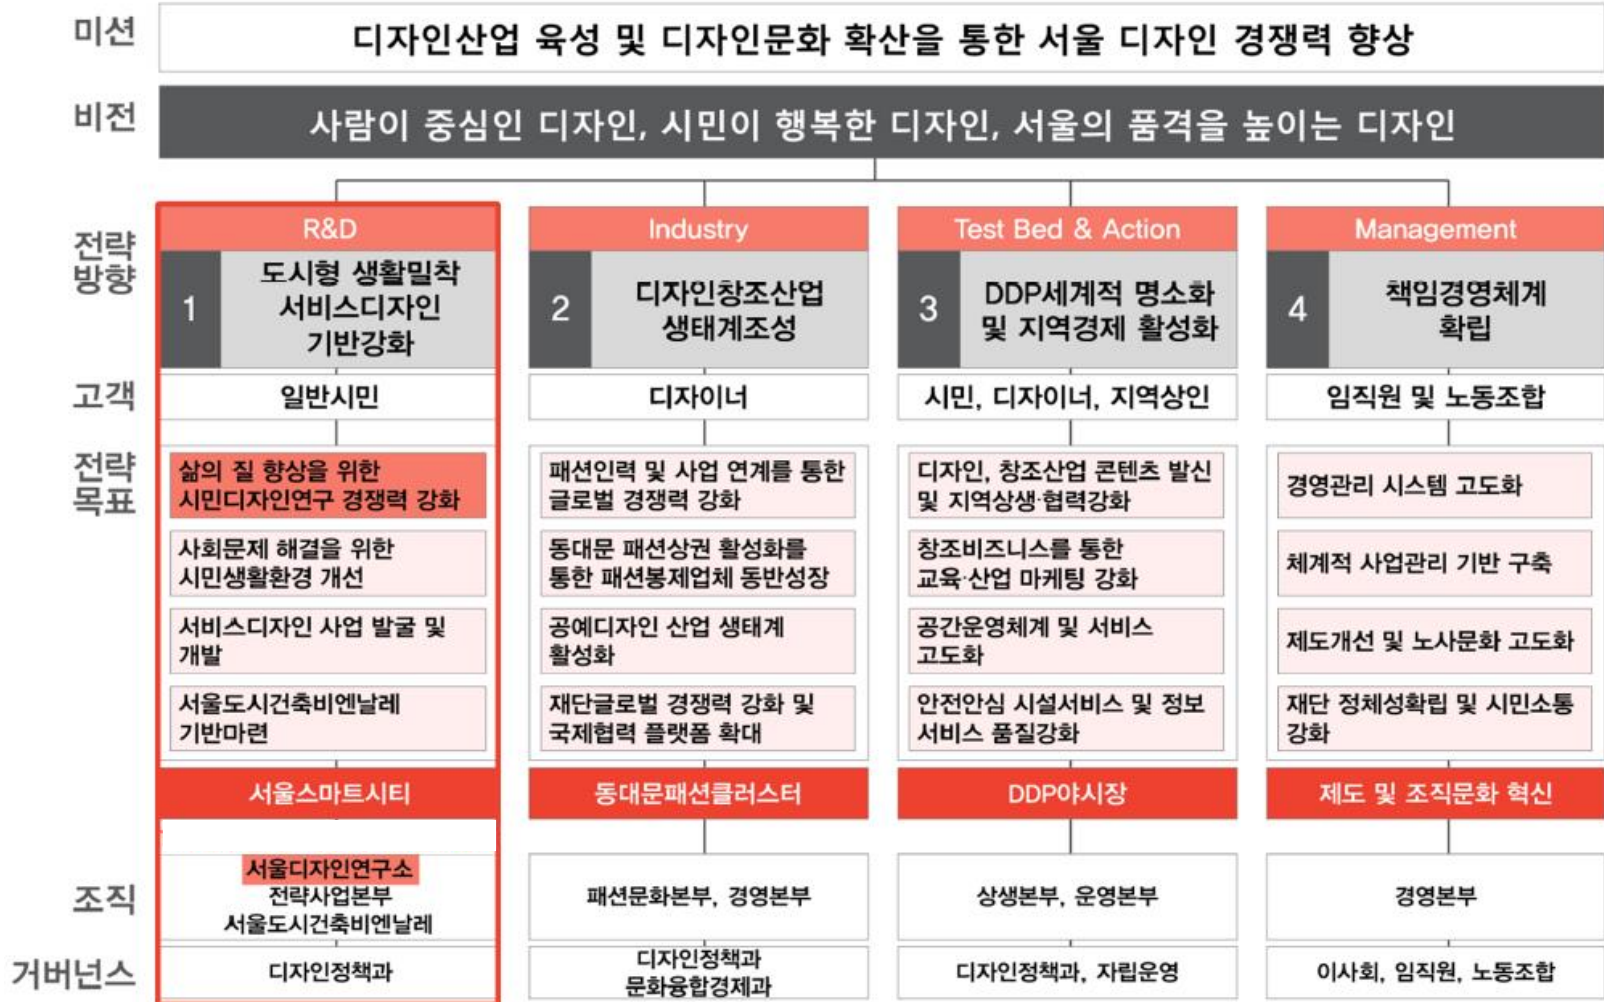 미션
디자인산업 육성 및 디자인문화 확산을 통한 서울 디자인 경쟁력 향상
비전
사람이 중심인 디자인, 시민이 행복한 디자인, 서울의 품격을 높이는 디자인
전략
방향
R&D
1
도시형 생활밀착
서비스디자인
기반강화
Industry
2
디자인창조산업
생태계조성
Test Bed & Action
3
DDP세계적 명소화
및 지역경제 활성화
Management
4
책임경영체계
확립
고객
일반시민
디자이너
시민, 디자이너, 지역상인
임직원 및 노동조합
전략
목표
삶의 질 향상을 위한
시민디자인연구 경쟁력 강화
사회문제 해결을 위한
시민생활환경 개선
서비스디자인 사업 발굴 및
개발
서울도시건축비엔날레
기반마련
패션인력 및 사업 연계를 통한
글로벌 경쟁력 강화
동대문 패션상권 활성화를
통한 패션봉제업체 동반성장
공예디자인 산업 생태계
활성화
재단글로벌 경쟁력 강화 및
국제협력 플랫폼 확대
디자인, 창조산업 콘텐츠 발신
및 지역상생·협력강화
창조비즈니스를 통한
교육·산업 마케팅 강화
공간운영체계 및 서비스
고도화
안전안심 시설서비스 및 정보
서비스 품질강화
경영관리 시스템 고도화
체계적 사업관리 기반 구축
제도개선 및 노사문화 고도화
재단 정체성확립 및 시민소통
강화
서울스마트시티
동대문패션클러스터
DDP야시장
제도 및 조직문화 혁신
조직
서울디자인연구소
전략사업본부
서울도시건축비엔날레
패션문화본부, 경영본부
상생본부, 운영본부
경영본부
거버넌스
디자인정책과
디자인정책과
문화융합경제과
디자인정책과, 자립운영
이사회, 임직원, 노동조합